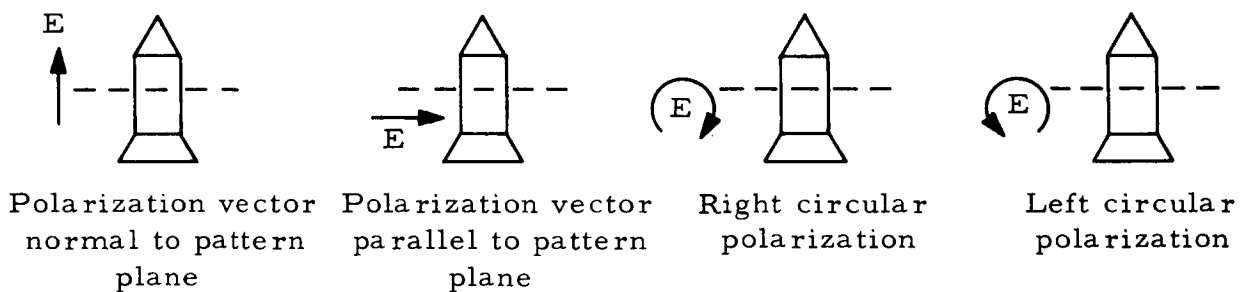 E
E
E
E
Polarization vector
normal to pattern
plane
Polarization vector
parallel to pattern
plane
Right circular
polarization
Left circular
polarization